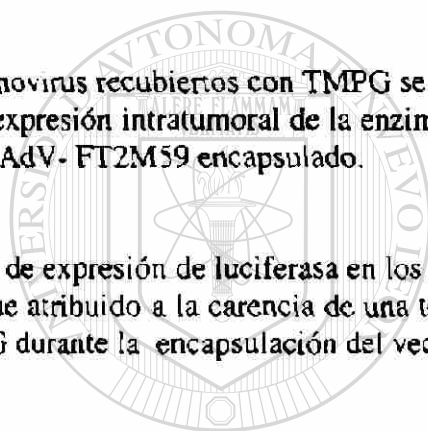 novirus recubiertos con TMPG se
expresión intratumoral de la enzim
AdV- FT2M59 encapsulado.
de expresión de luciferasa en los
ue atribuido a la carencia de una t
G durante la encapsulación del vec